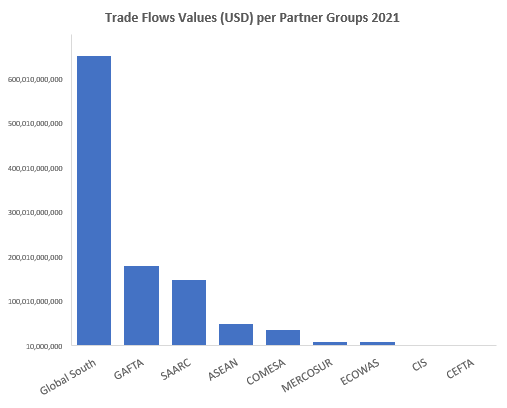 Trade Flows Values (USD) per Partner Groups 2021
600,010,000,000
500,010,000,000
400,010,000,000
300,010,000,000
200,010,000,000
100,010,000,000
10,000,000
Global South
GAFTA
SAARC
ASEAN
COMESA
MERCOSUR
ECOWAS
CIS
CEFTA